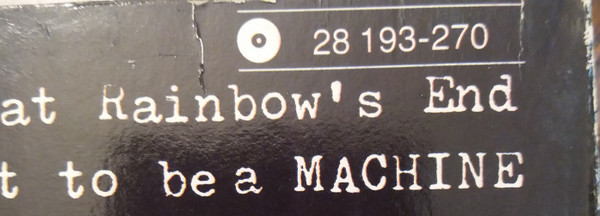 28 193-270
at Rainbow's End
t to be a MACHINE